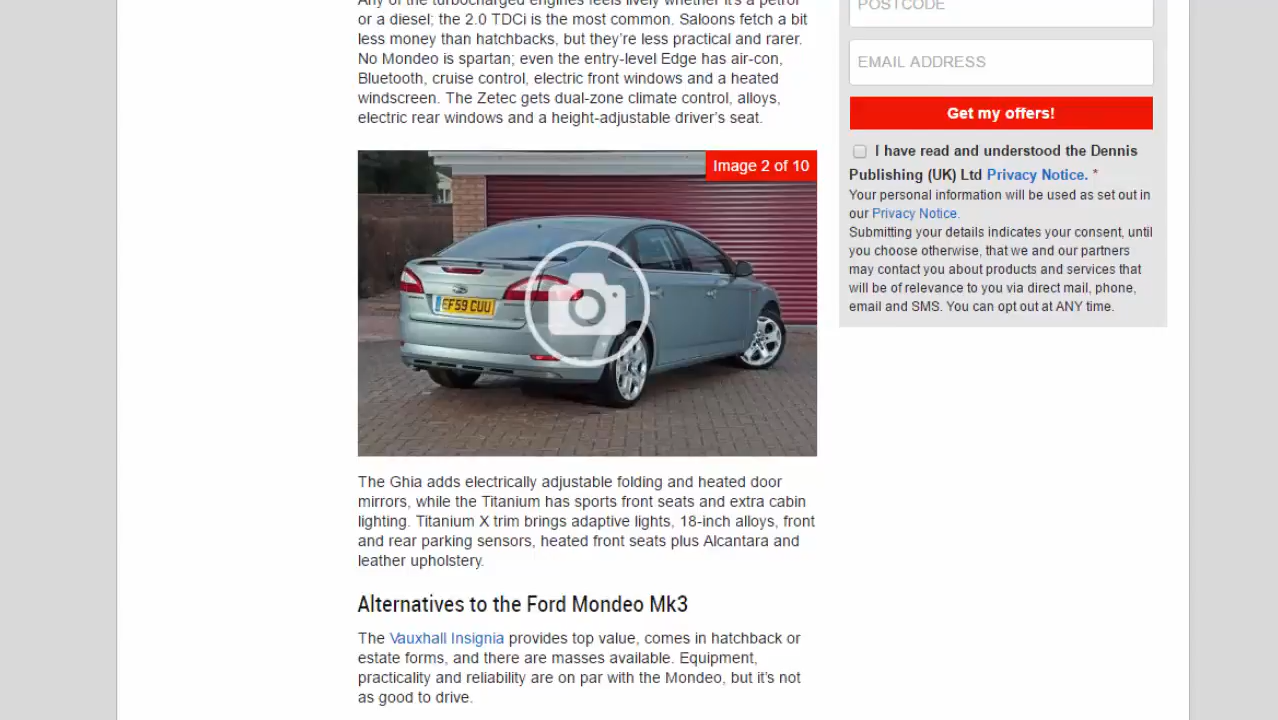 Any of the turbocharged engines feels lively whether it's a petrol
or a diesel; the 2.0 TDCi is the most common. Saloons fetch a bit
less money than hatchbacks, but they're less practical and rarer.
No Mondeo is spartan; even the entry-level Edge has air-con,
Bluetooth, cruise control, electric front windows and a heated
windscreen. The Zetec gets dual-zone climate control, alloys,
electric rear windows and a height-adjustable driver's seat.
Image 2 of 10
EF59 CUU
The Ghia adds electrically adjustable folding and heated door
mirrors, while the Titanium has sports front seats and extra cabin
lighting. Titanium X trim brings adaptive lights, 18-inch alloys, front
and rear parking sensors, heated front seats plus Alcantara and
leather upholstery.
Alternatives to the Ford Mondeo Mk3
The Vauxhall Insignia provides top value, comes in hatchback or
estate forms, and there are masses available. Equipment,
practicality and reliability are on par with the Mondeo, but it's not
as good to drive.
POSTCODE
EMAIL ADDRESS
Get my offers!
I have read and understood the Dennis
Publishing (UK) Ltd Privacy Notice. *
Your personal information will be used as set out in
our Privacy Notice.
Submitting your details indicates your consent, until
you choose otherwise, that we and our partners
may contact you about products and services that
will be of relevance to you via direct mail, phone,
email and SMS. You can opt out at ANY time.